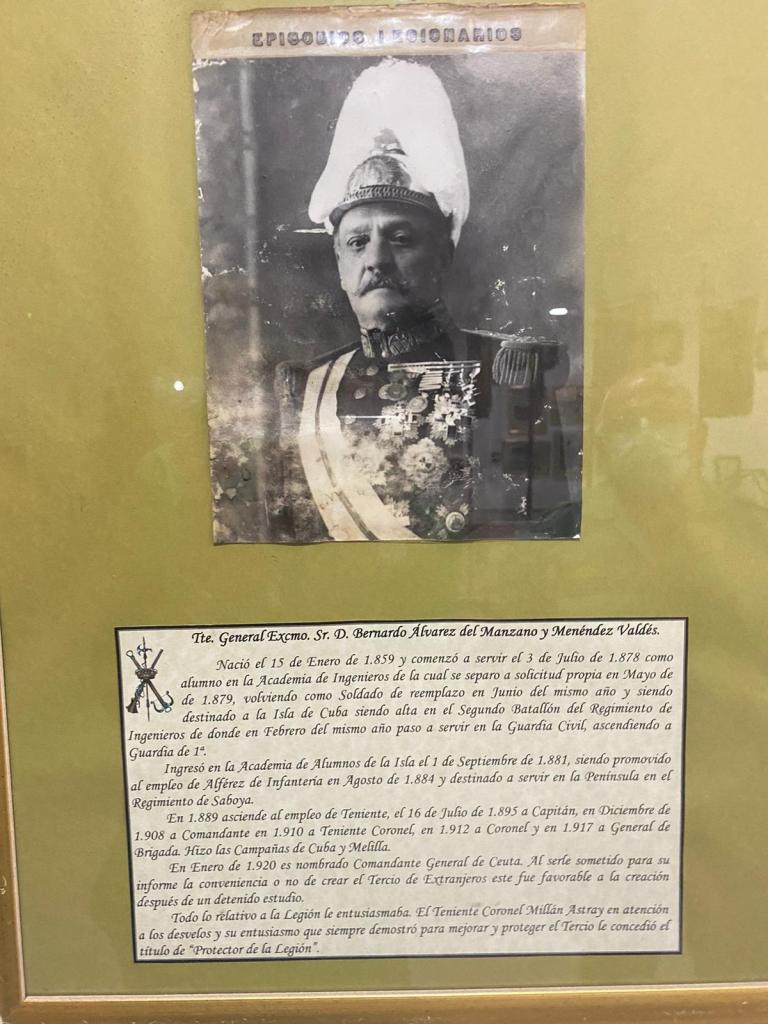 EPISODIOS LEGIONARIOS
Tte. General Excmo. Sr. D. Bernardo Álvarez del Manzano y Menéndez Valdés.
Nació el 15 de Enero de 1.859 y comenzó a servir el 3 de Julio de 1.878 como
alumno en la Academia de Ingenieros de la cual se separo a solicitud propia en Mayo de
de 1.879, volviendo como Soldado de reemplazo en Junio del mismo año y siendo
destinado a la Isla de Cuba siendo alta en el Segundo Batallón del Regimiento de
Ingenieros de donde en Febrero del mismo año paso a servir en la Guardia Civil, ascendiendo a
Guardia de 1ª.
Ingresó en la Academia de Alumnos de la Isla el 1 de Septiembre de 1.881, siendo promovido
al empleo de Alférez de Infantería en Agosto de 1.884 y destinado a servir en la Península en el
Regimiento de Saboya.
En 1.889 asciende al empleo de Teniente, el 16 de Julio de 1.895 a Capitán, en Diciembre de
1.908 a Comandante en 1.910 a Teniente Coronel, en 1.912 a Coronel y en 1.917 a General de
Brigada. Hizo las Campañas de Cuba y Melilla.
En Enero de 1.920 es nombrado Comandante General de Ceuta. Al serle sometido para su
informe la conveniencia o no de crear el Tercio de Extranjeros este fue favorable a la creación
después de un detenido estudio.
Todo lo relativo a la Legión le entusiasmaba. El Teniente Coronel Millán Astray en atención
a los desvelos y su entusiasmo que siempre demostró para mejorar y proteger el Tercio le concedió el
título de "Protector de la Legión".